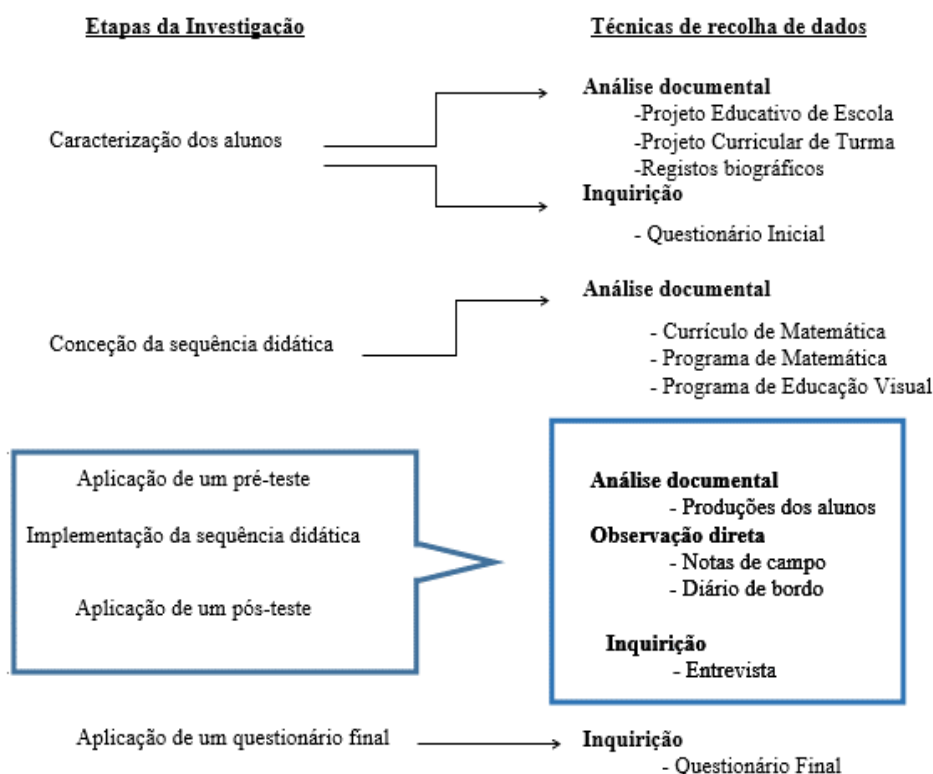 Etapas da Investigação
Técnicas de recolha de dados
Caracterização dos alunos
Análise documental
-Projeto Educativo de Escola
-Projeto Curricular de Turma
-Registos biográficos
Inquirição
- Questionário Inicial
Conceção da sequência didática
Análise documental
- Currículo de Matemática
- Programa de Matemática
- Programa de Educação Visual
Aplicação de um pré-teste
Implementação da sequência didática
Aplicação de um pós-teste
Análise documental
- Produções dos alunos
Observação direta
- Notas de campo
- Diário de bordo
Inquirição
- Entrevista
Aplicação de um questionário final
Inquirição
- Questionário Final